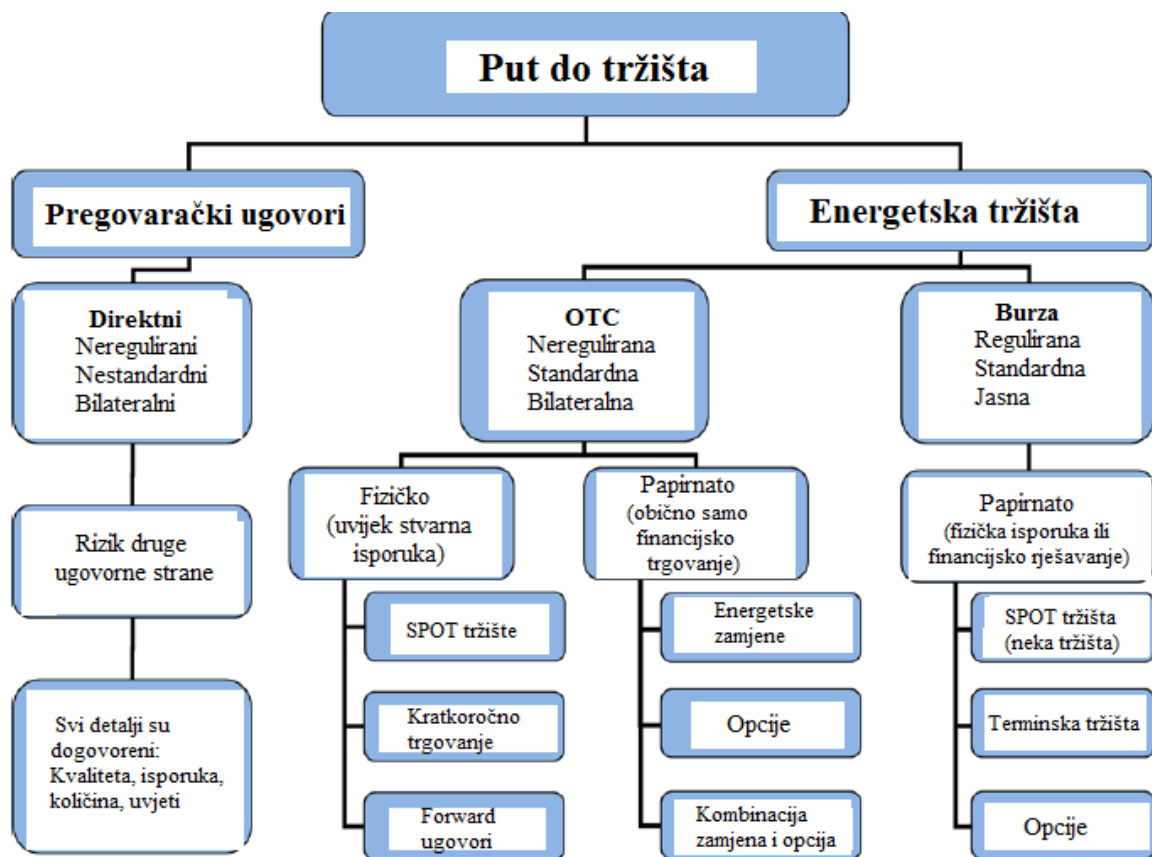 Put do tržišta
Pregovarački ugovori
Energetska tržišta
Direktni
Neregulirani
Nestandardni
Bilateralni
OTC
Neregulirana
Standardna
Bilateralna
Burza
Regulirana
Standardna
Jasna
Rizik druge
ugovorne strane
Fizičko
(uvijek stvarna
isporuka)
Papirnato
(obično samo
financijsko
trgovanje)
Papirnato
(fizička isporuka ili
financijsko rješavanje)
Svi detalji su
dogovoreni:
Kvaliteta, isporuka,
količina, uvjeti
SPOT tržište
Kratkoročno
trgovanje
Forward
ugovori
Energetske
zamjene
Opcije
Kombinacija
zamjena i opcija
SPOT tržišta
(neka tržišta)
Terminska tržišta
Opcije